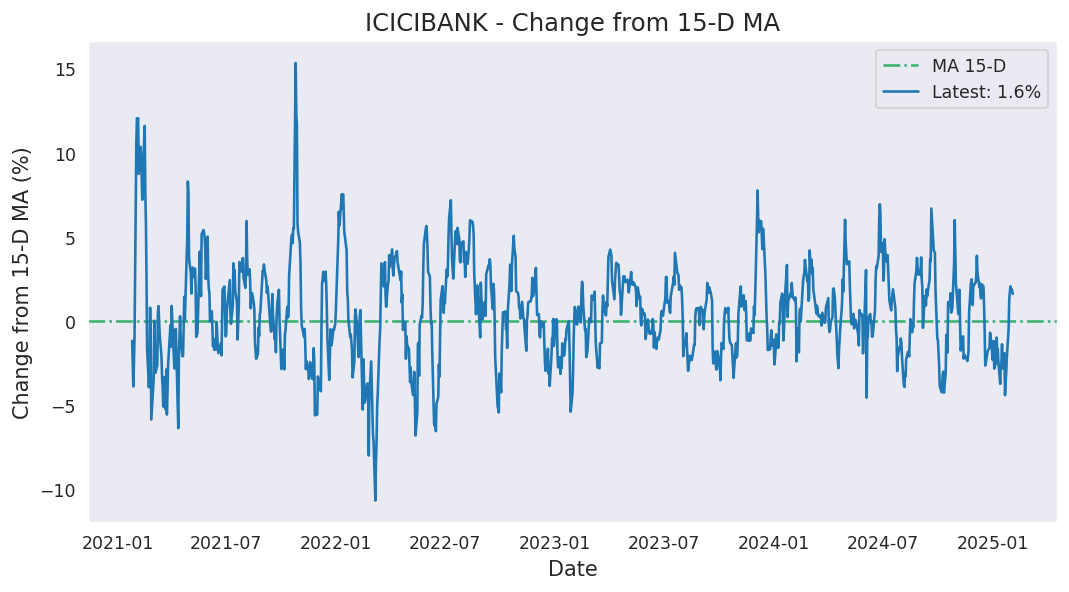 ICICIBANK - Change from 15-D MA
MA 15-D
Latest: 1.6%
Change from 15-D MA (%)
15
10
5
0
−5
−10
2021-01 2021-07 2022-01 2022-07 2023-01 2023-07 2024-01 2024-07 2025-01
Date